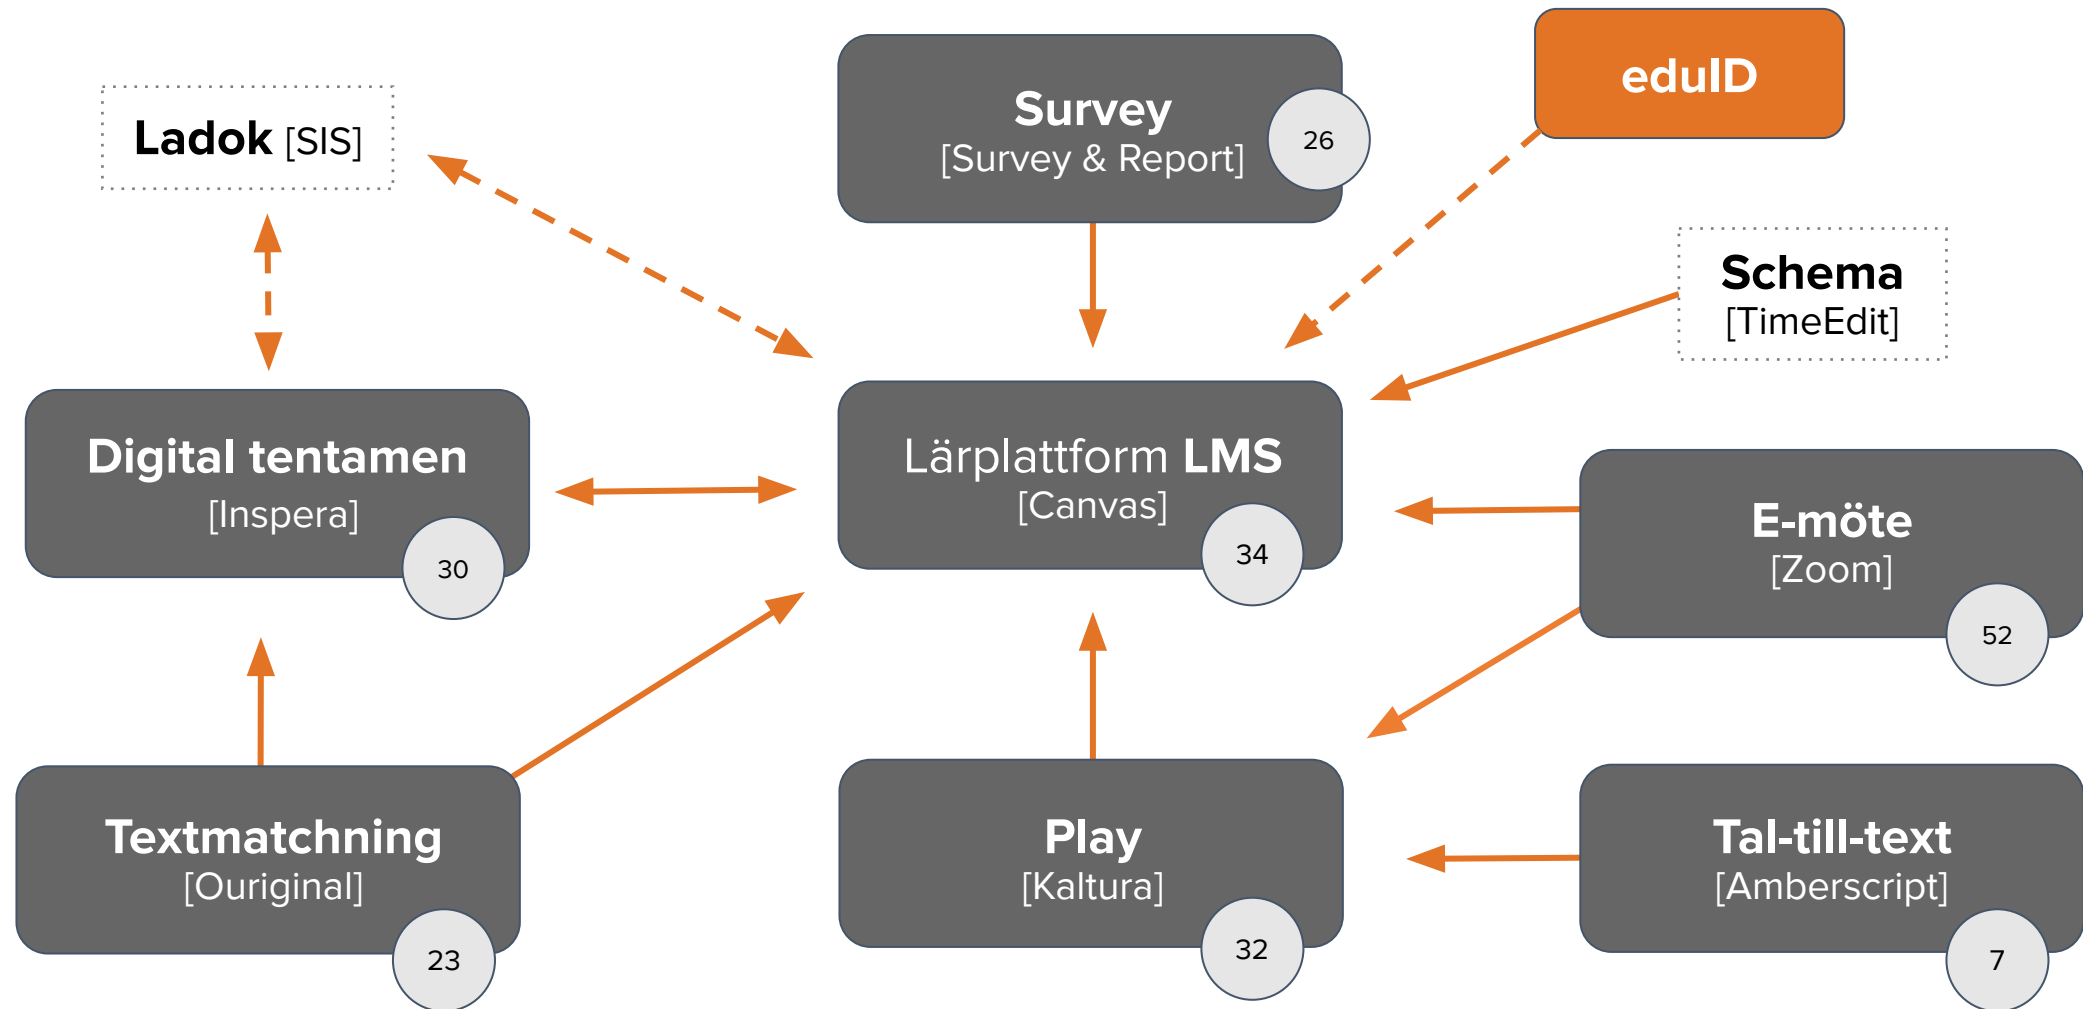 eduID
Survey
[Survey & Report]
26
Ladok [SIS]
Schema
[TimeEdit]
Digital tentamen
[Inspera]
30
Lärplattform LMS
[Canvas]
34
E-möte
[Zoom]
52
Textmatchning
[Ouriginal]
23
Play
[Kaltura]
32
Tal-till-text
[Amberscript]
7